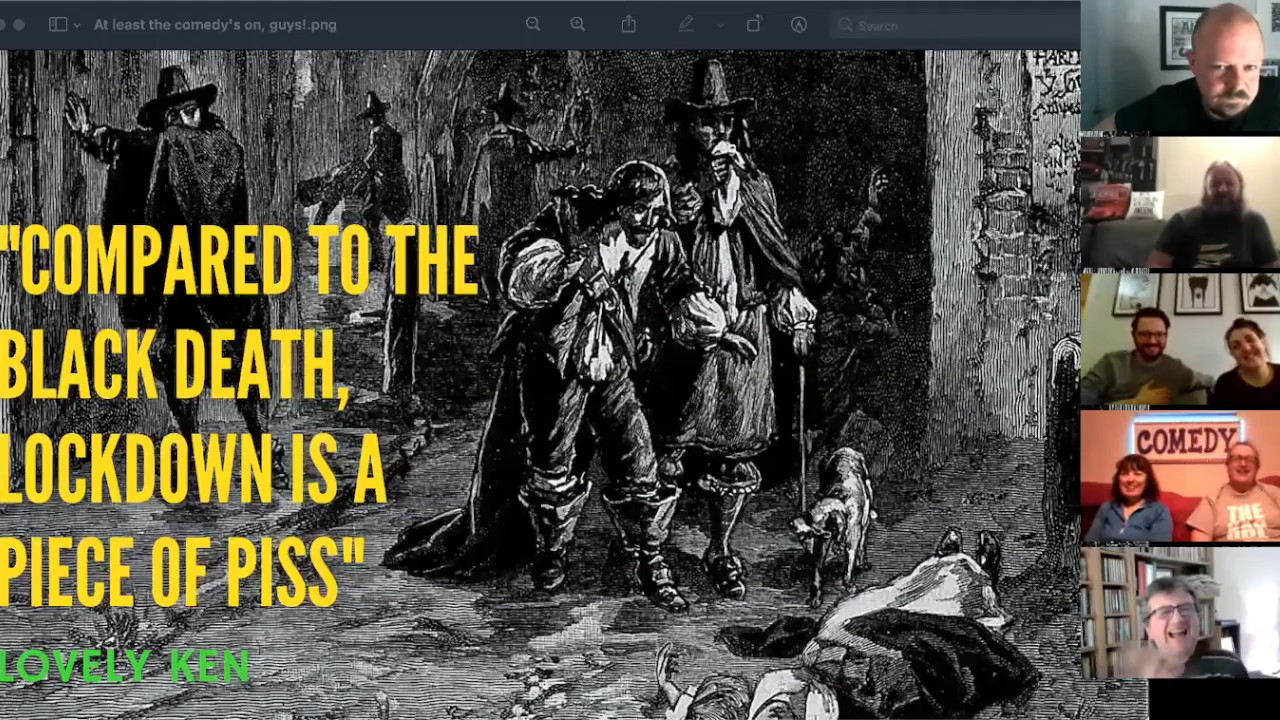 At least the comedy's on, guys!.png
Search
"COMPARED TO THE
BLACK DEATH,
LOCKDOWN IS A
PIECE OF PISS"
LOVELY KEN
COMEDY
THE